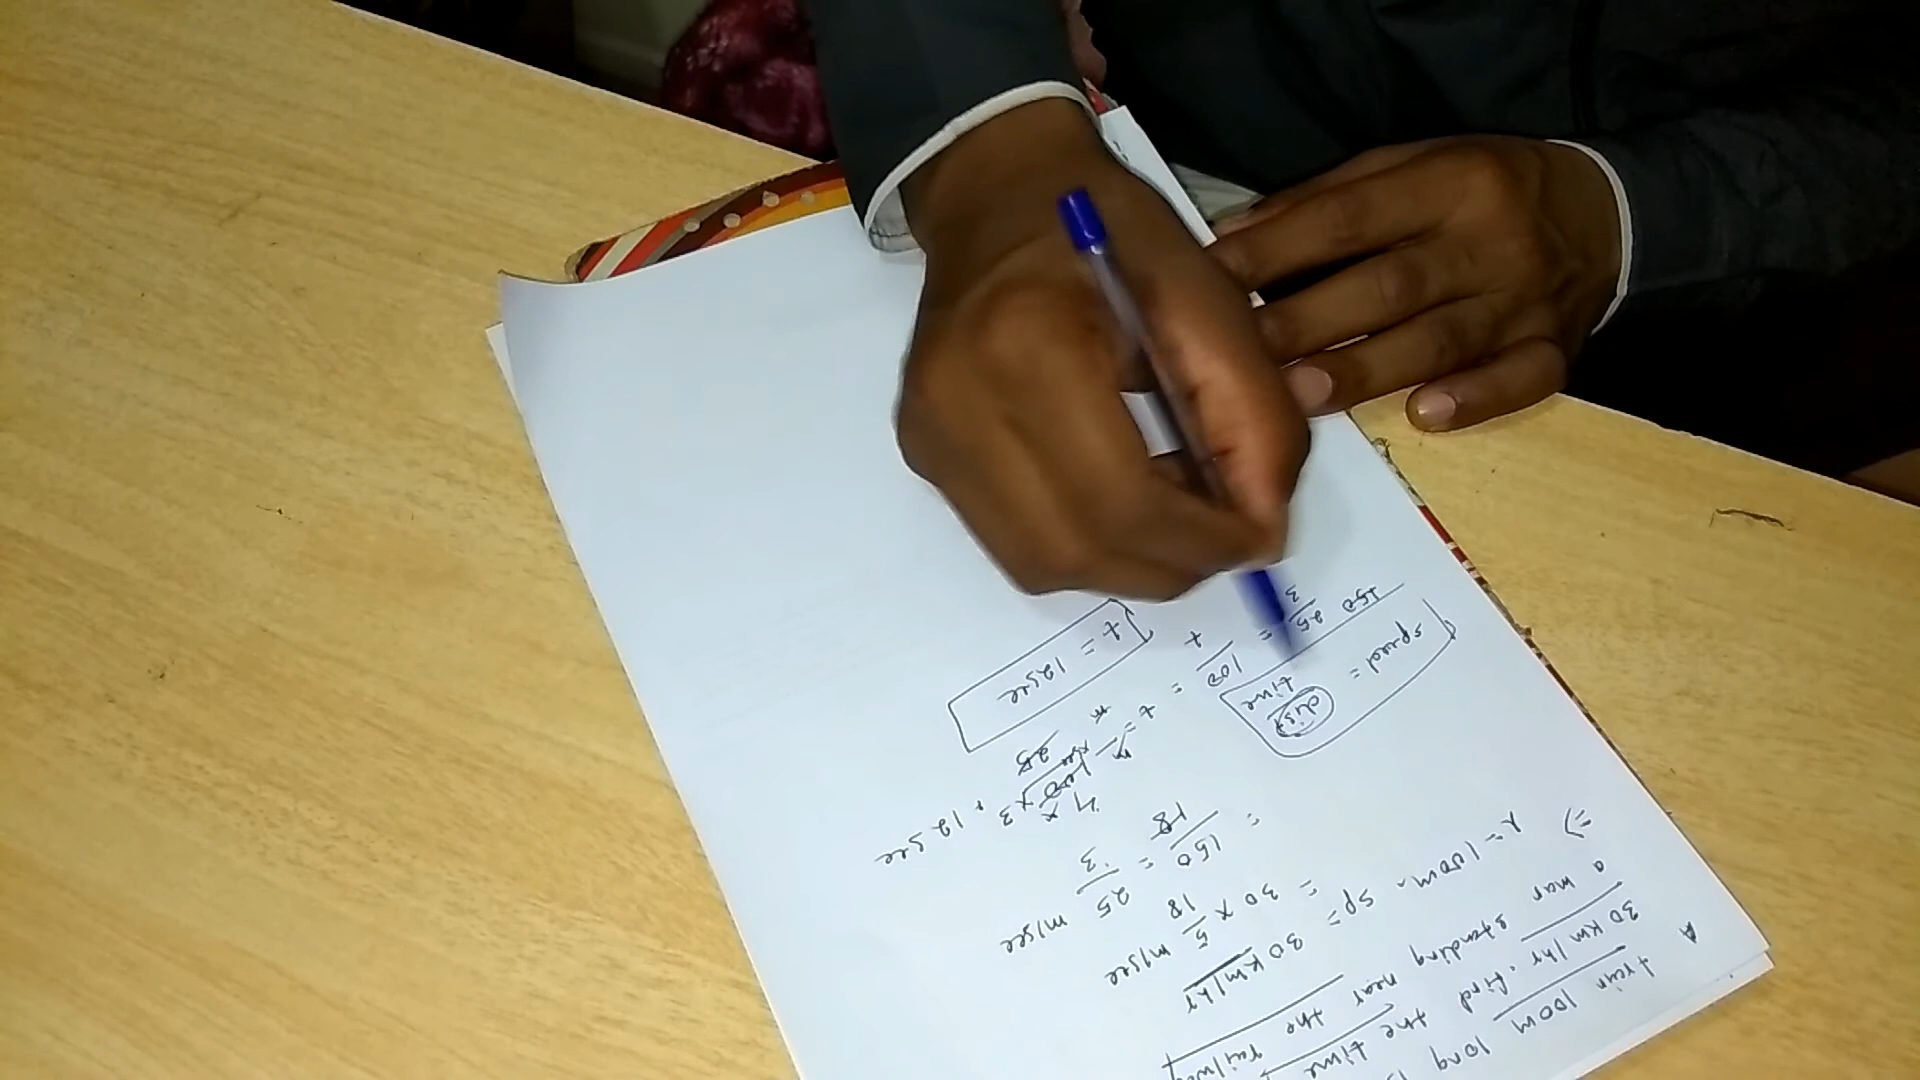 A train 100m long
30 km/hr. find the time
a man standing near the railway
=> x = 100m. sp = 30 km/hr
= 30 x 5/18 m/sec
= 150/18 = 25/3 m/sec
speed = dist/time
25/3 = 100/t
= t = 100 x 3/25 = 12 sec
t = 12 sec